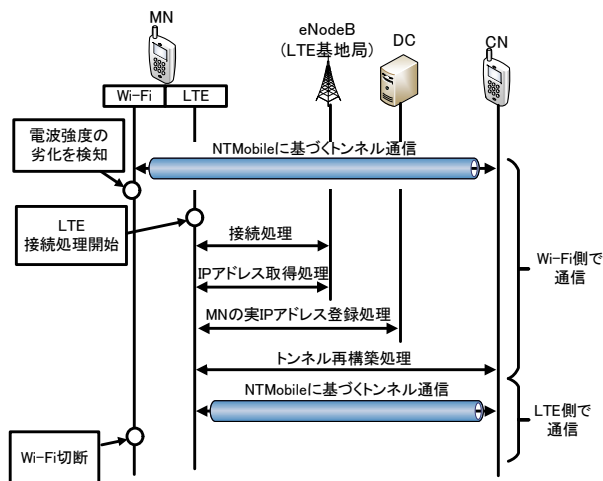 MN
eNodeB
(LTE基地局)
DC
CN
Wi-Fi
LTE
電波強度の
劣化を検知
NTMobileに基づくトンネル通信
LTE
接続処理開始
接続処理
IPアドレス取得処理
MNの実IPアドレス登録処理
Wi-Fi側で
通信
トンネル再構築処理
NTMobileに基づくトンネル通信
LTE側で
通信
Wi-Fi切断